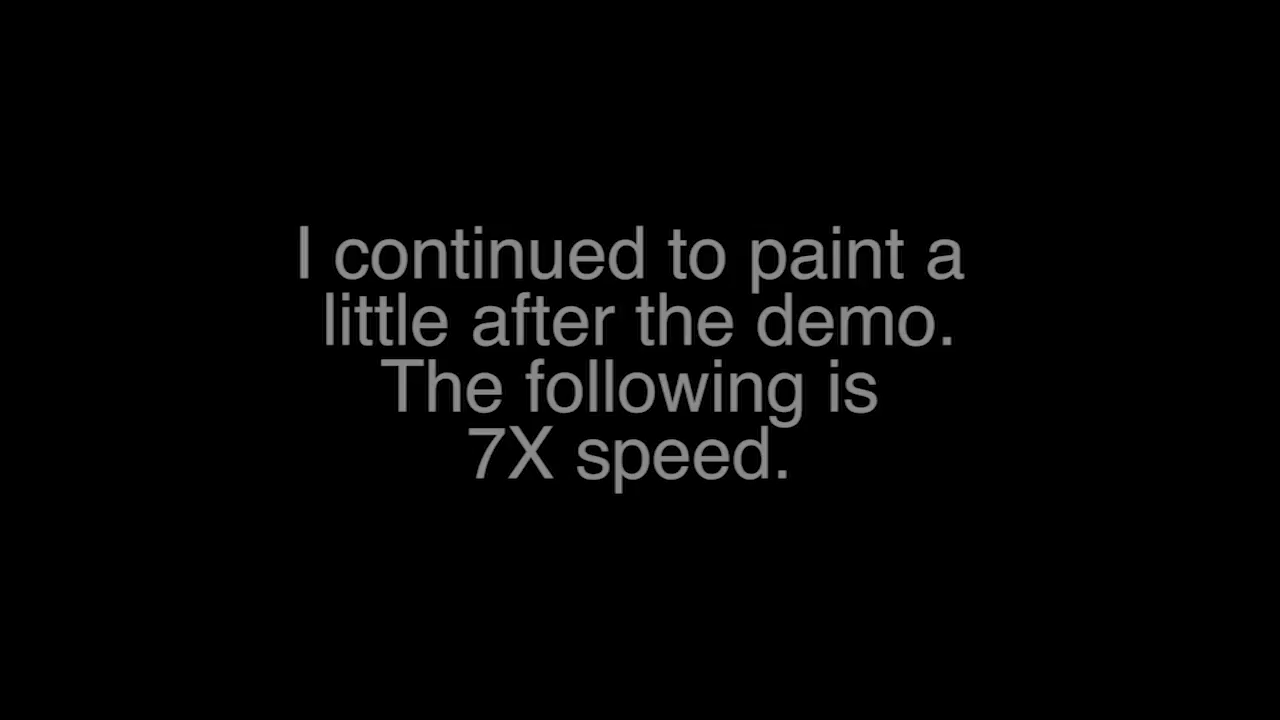 I continued to paint a
little after the demo.
The following is
7X speed.